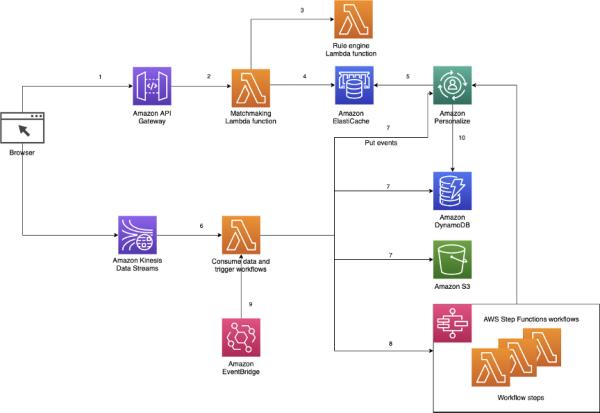 3
Rule engine
Lambda function
1
2
4
5
Amazon API
Gateway
Matchmaking
Lambda function
Amazon
ElastiCache
Amazon
Personalize
7
Put events
10
Browser
7
Amazon
DynamoDB
6
Amazon Kinesis
Data Streams
Consume data and
trigger workflows
7
Amazon S3
9
AWS Step Functions workflows
8
Amazon
EventBridge
Workflow steps